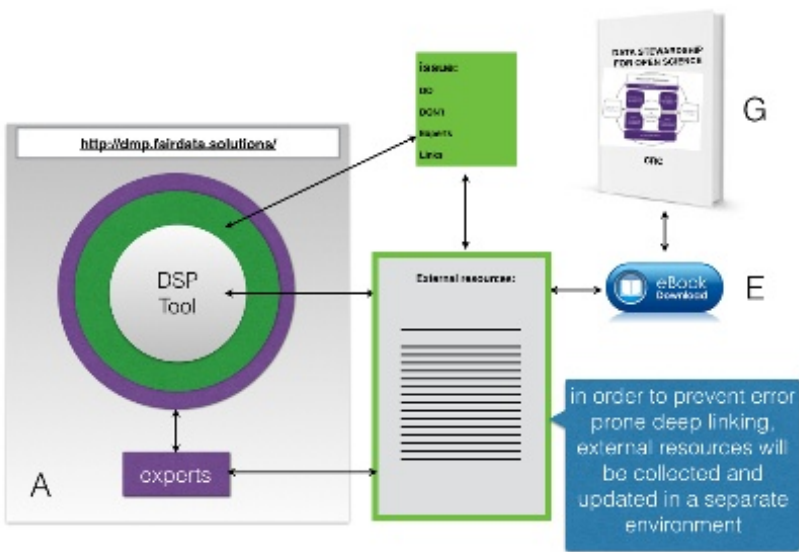 http://dmp.fairdata.solutions/
DSP
Tool
experts
A
issue:
DO
DONT
Experts
Links
External resources:
DATA STEWARDSHIP
FOR OPEN SCIENCE
CRC
G
eBook
Download
E
in order to prevent error
prone deep linking,
external resources will
be collected and
updated in a separate
environment